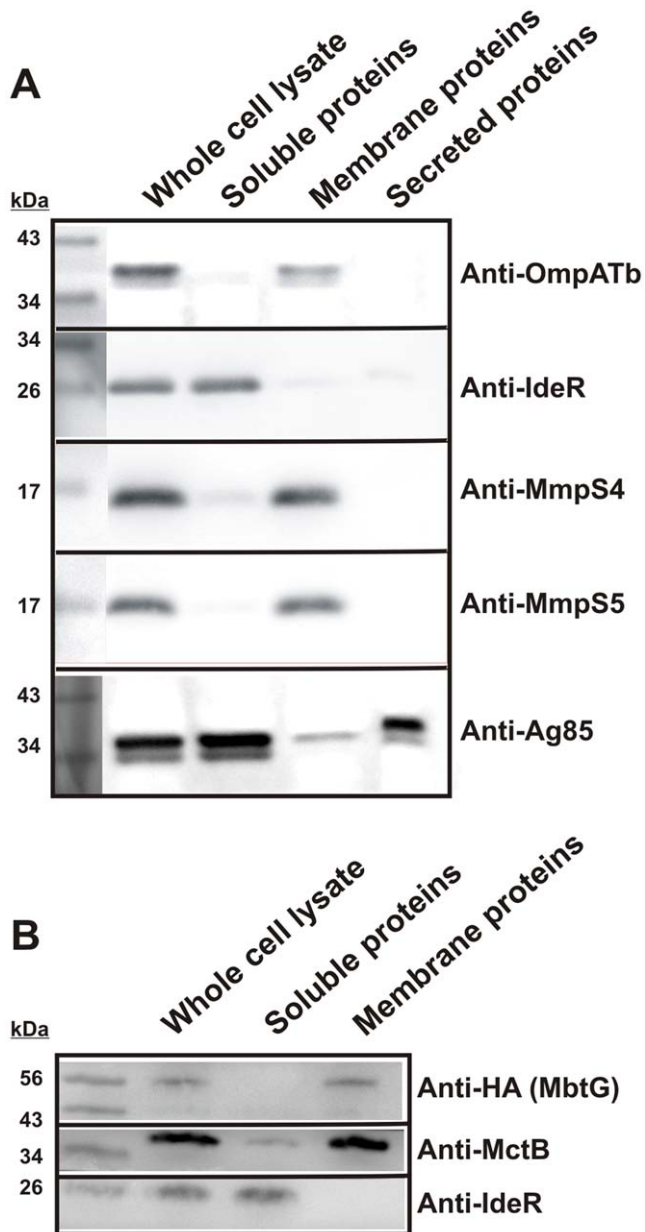 A
Whole cell lysate
Soluble proteins
Membrane proteins
Secreted proteins
kDa
43
34
Anti-OmpATb
34
26
Anti-IdeR
17
Anti-MmpS4
17
Anti-MmpS5
43
34
Anti-Ag85
B
Whole cell lysate
Soluble proteins
Membrane proteins
kDa
56
43
Anti-HA (MbtG)
34
Anti-MctB
26
Anti-IdeR